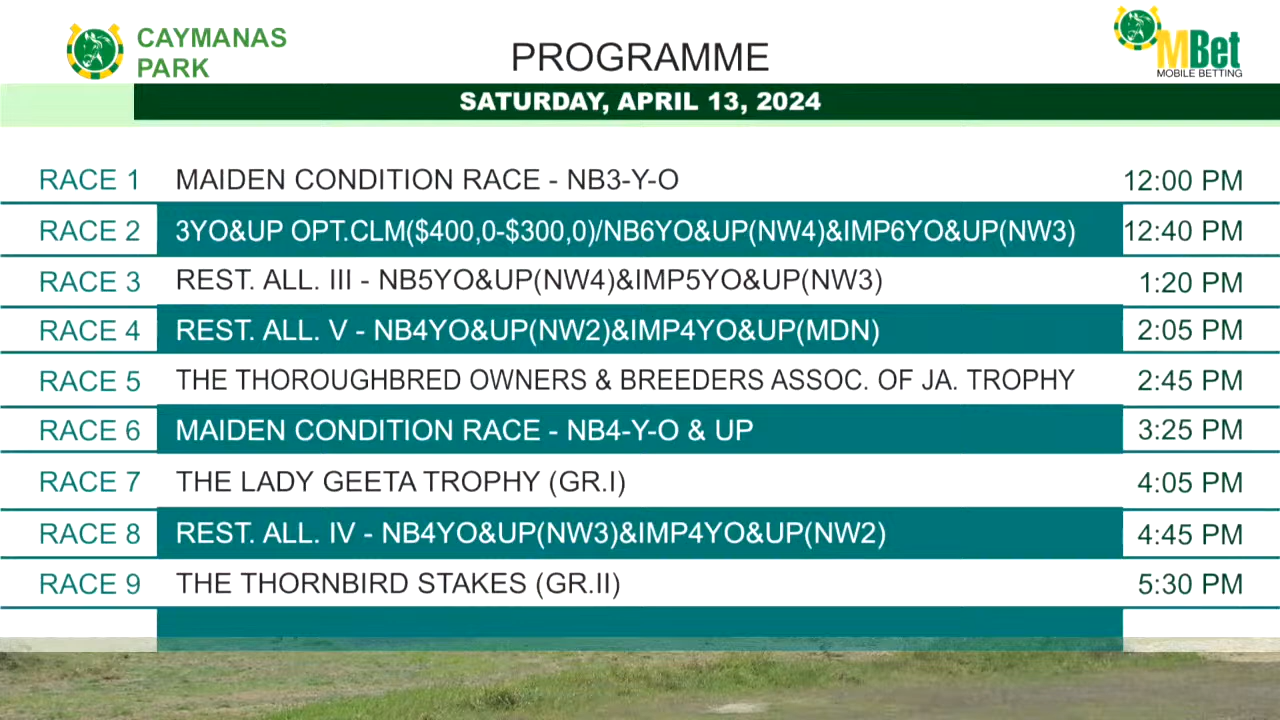 CAYMANAS
PARK
PROGRAMME
MBet
MOBILE BETTING
SATURDAY, APRIL 13, 2024
RACE 1 MAIDEN CONDITION RACE - NB3-Y-O 12:00 PM
RACE 2 3YO&UP OPT.CLM($400,0-$300,0)/NB6YO&UP(NW4)&IMP6YO&UP(NW3) 12:40 PM
RACE 3 REST. ALL. III - NB5YO&UP(NW4)&IMP5YO&UP(NW3) 1:20 PM
RACE 4 REST. ALL. V - NB4YO&UP(NW2)&IMP4YO&UP(MDN) 2:05 PM
RACE 5 THE THOROUGHBRED OWNERS & BREEDERS ASSOC. OF JA. TROPHY 2:45 PM
RACE 6 MAIDEN CONDITION RACE - NB4-Y-O & UP 3:25 PM
RACE 7 THE LADY GEETA TROPHY (GR.I) 4:05 PM
RACE 8 REST. ALL. IV - NB4YO&UP(NW3)&IMP4YO&UP(NW2) 4:45 PM
RACE 9 THE THORNBIRD STAKES (GR.II) 5:30 PM